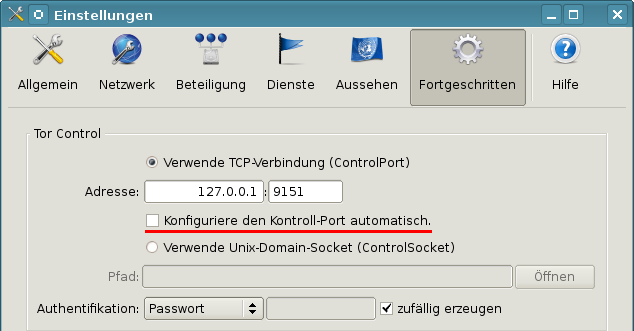 Einstellungen
Allgemein Netzwerk Beteiligung Dienste Aussehen Fortgeschritten Hilfe
Tor Control
Verwende TCP-Verbindung (ControlPort)
Adresse: 127.0.0.1 : 9151
Konfiguriere den Kontroll-Port automatisch.
Verwende Unix-Domain-Socket (ControlSocket)
Pfad: Öffnen
Authentifikation: Passwort zufällig erzeugen